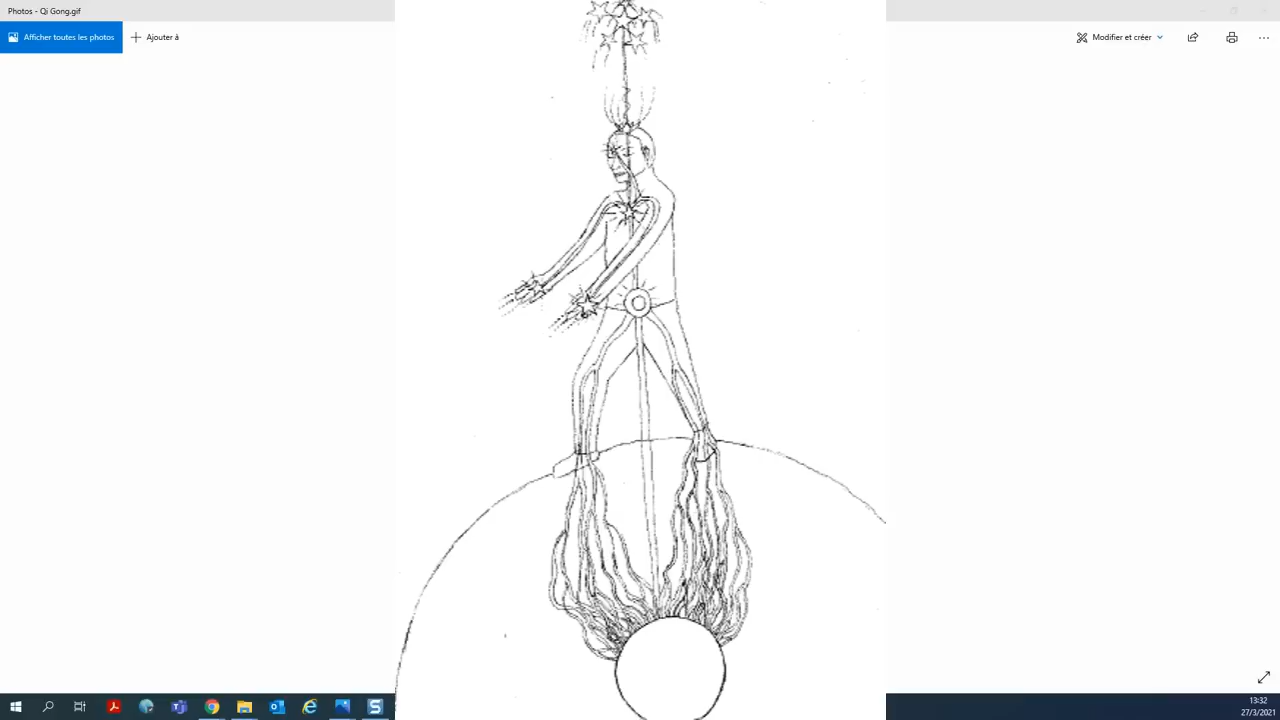 Photos - Qi Gong.gif
Afficher toutes les photos
Ajouter à
Modifier et créer
13:32
27/3/2021